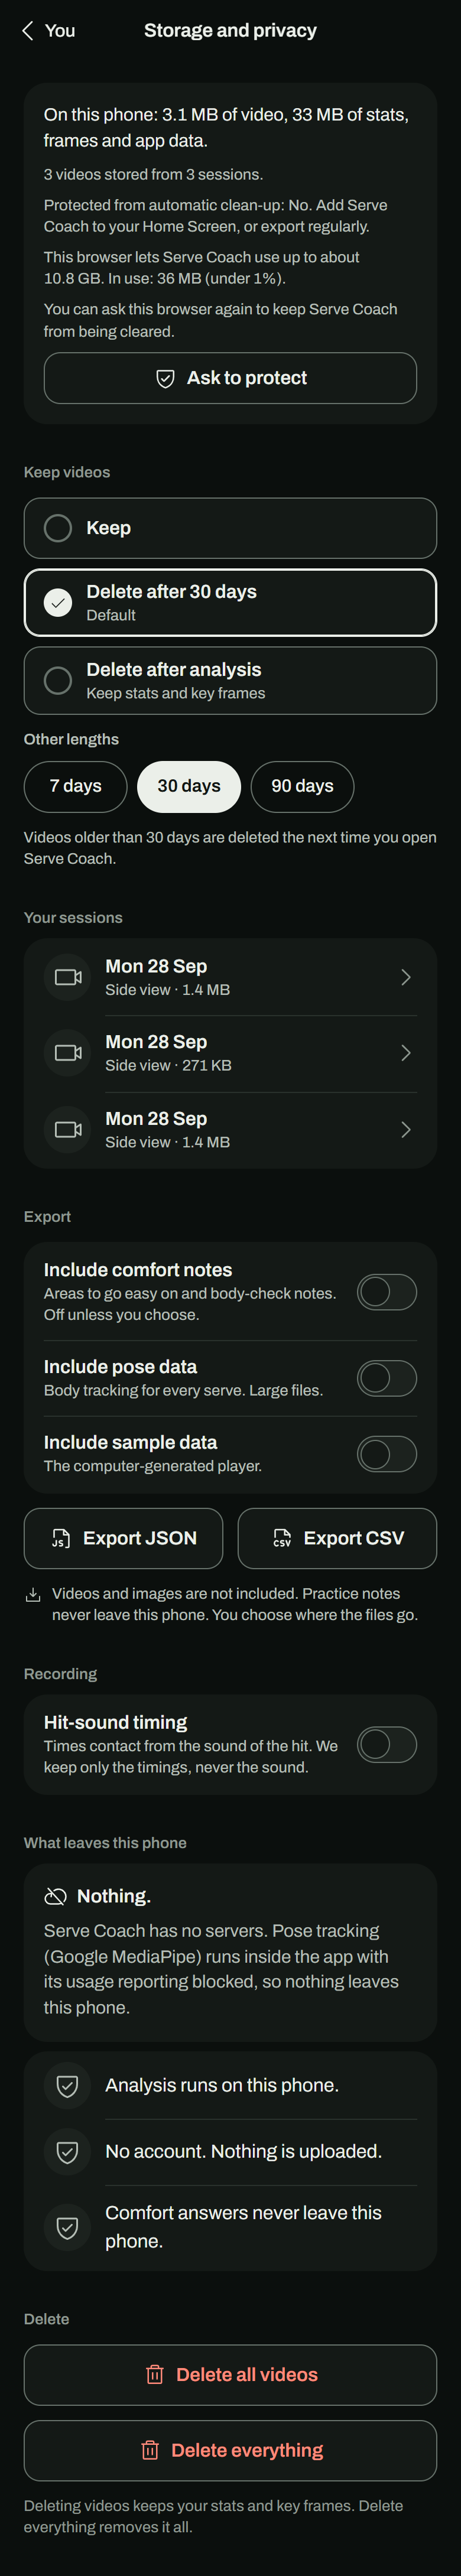 You
Storage and privacy
On this phone: 3.1 MB of video, 33 MB of stats,
frames and app data.
3 videos stored from 3 sessions.
Protected from automatic clean-up: No. Add Serve
Coach to your Home Screen, or export regularly.
This browser lets Serve Coach use up to about
10.8 GB. In use: 36 MB (under 1%).
You can ask this browser again to keep Serve Coach
from being cleared.
Ask to protect
Keep videos
Keep
Delete after 30 days
Default
Delete after analysis
Keep stats and key frames
Other lengths
7 days
30 days
90 days
Videos older than 30 days are deleted the next time you open
Serve Coach.
Your sessions
Mon 28 Sep
Side view · 1.4 MB
Mon 28 Sep
Side view · 271 KB
Mon 28 Sep
Side view · 1.4 MB
Export
Include comfort notes
Areas to go easy on and body-check notes.
Off unless you choose.
Include pose data
Body tracking for every serve. Large files.
Include sample data
The computer-generated player.
JS
Export JSON
CSV
Export CSV
Videos and images are not included. Practice notes
never leave this phone. You choose where the files go.
Recording
Hit-sound timing
Times contact from the sound of the hit. We
keep only the timings, never the sound.
What leaves this phone
Nothing.
Serve Coach has no servers. Pose tracking
(Google MediaPipe) runs inside the app with
its usage reporting blocked, so nothing leaves
this phone.
Analysis runs on this phone.
No account. Nothing is uploaded.
Comfort answers never leave this
phone.
Delete
Delete all videos
Delete everything
Deleting videos keeps your stats and key frames. Delete
everything removes it all.